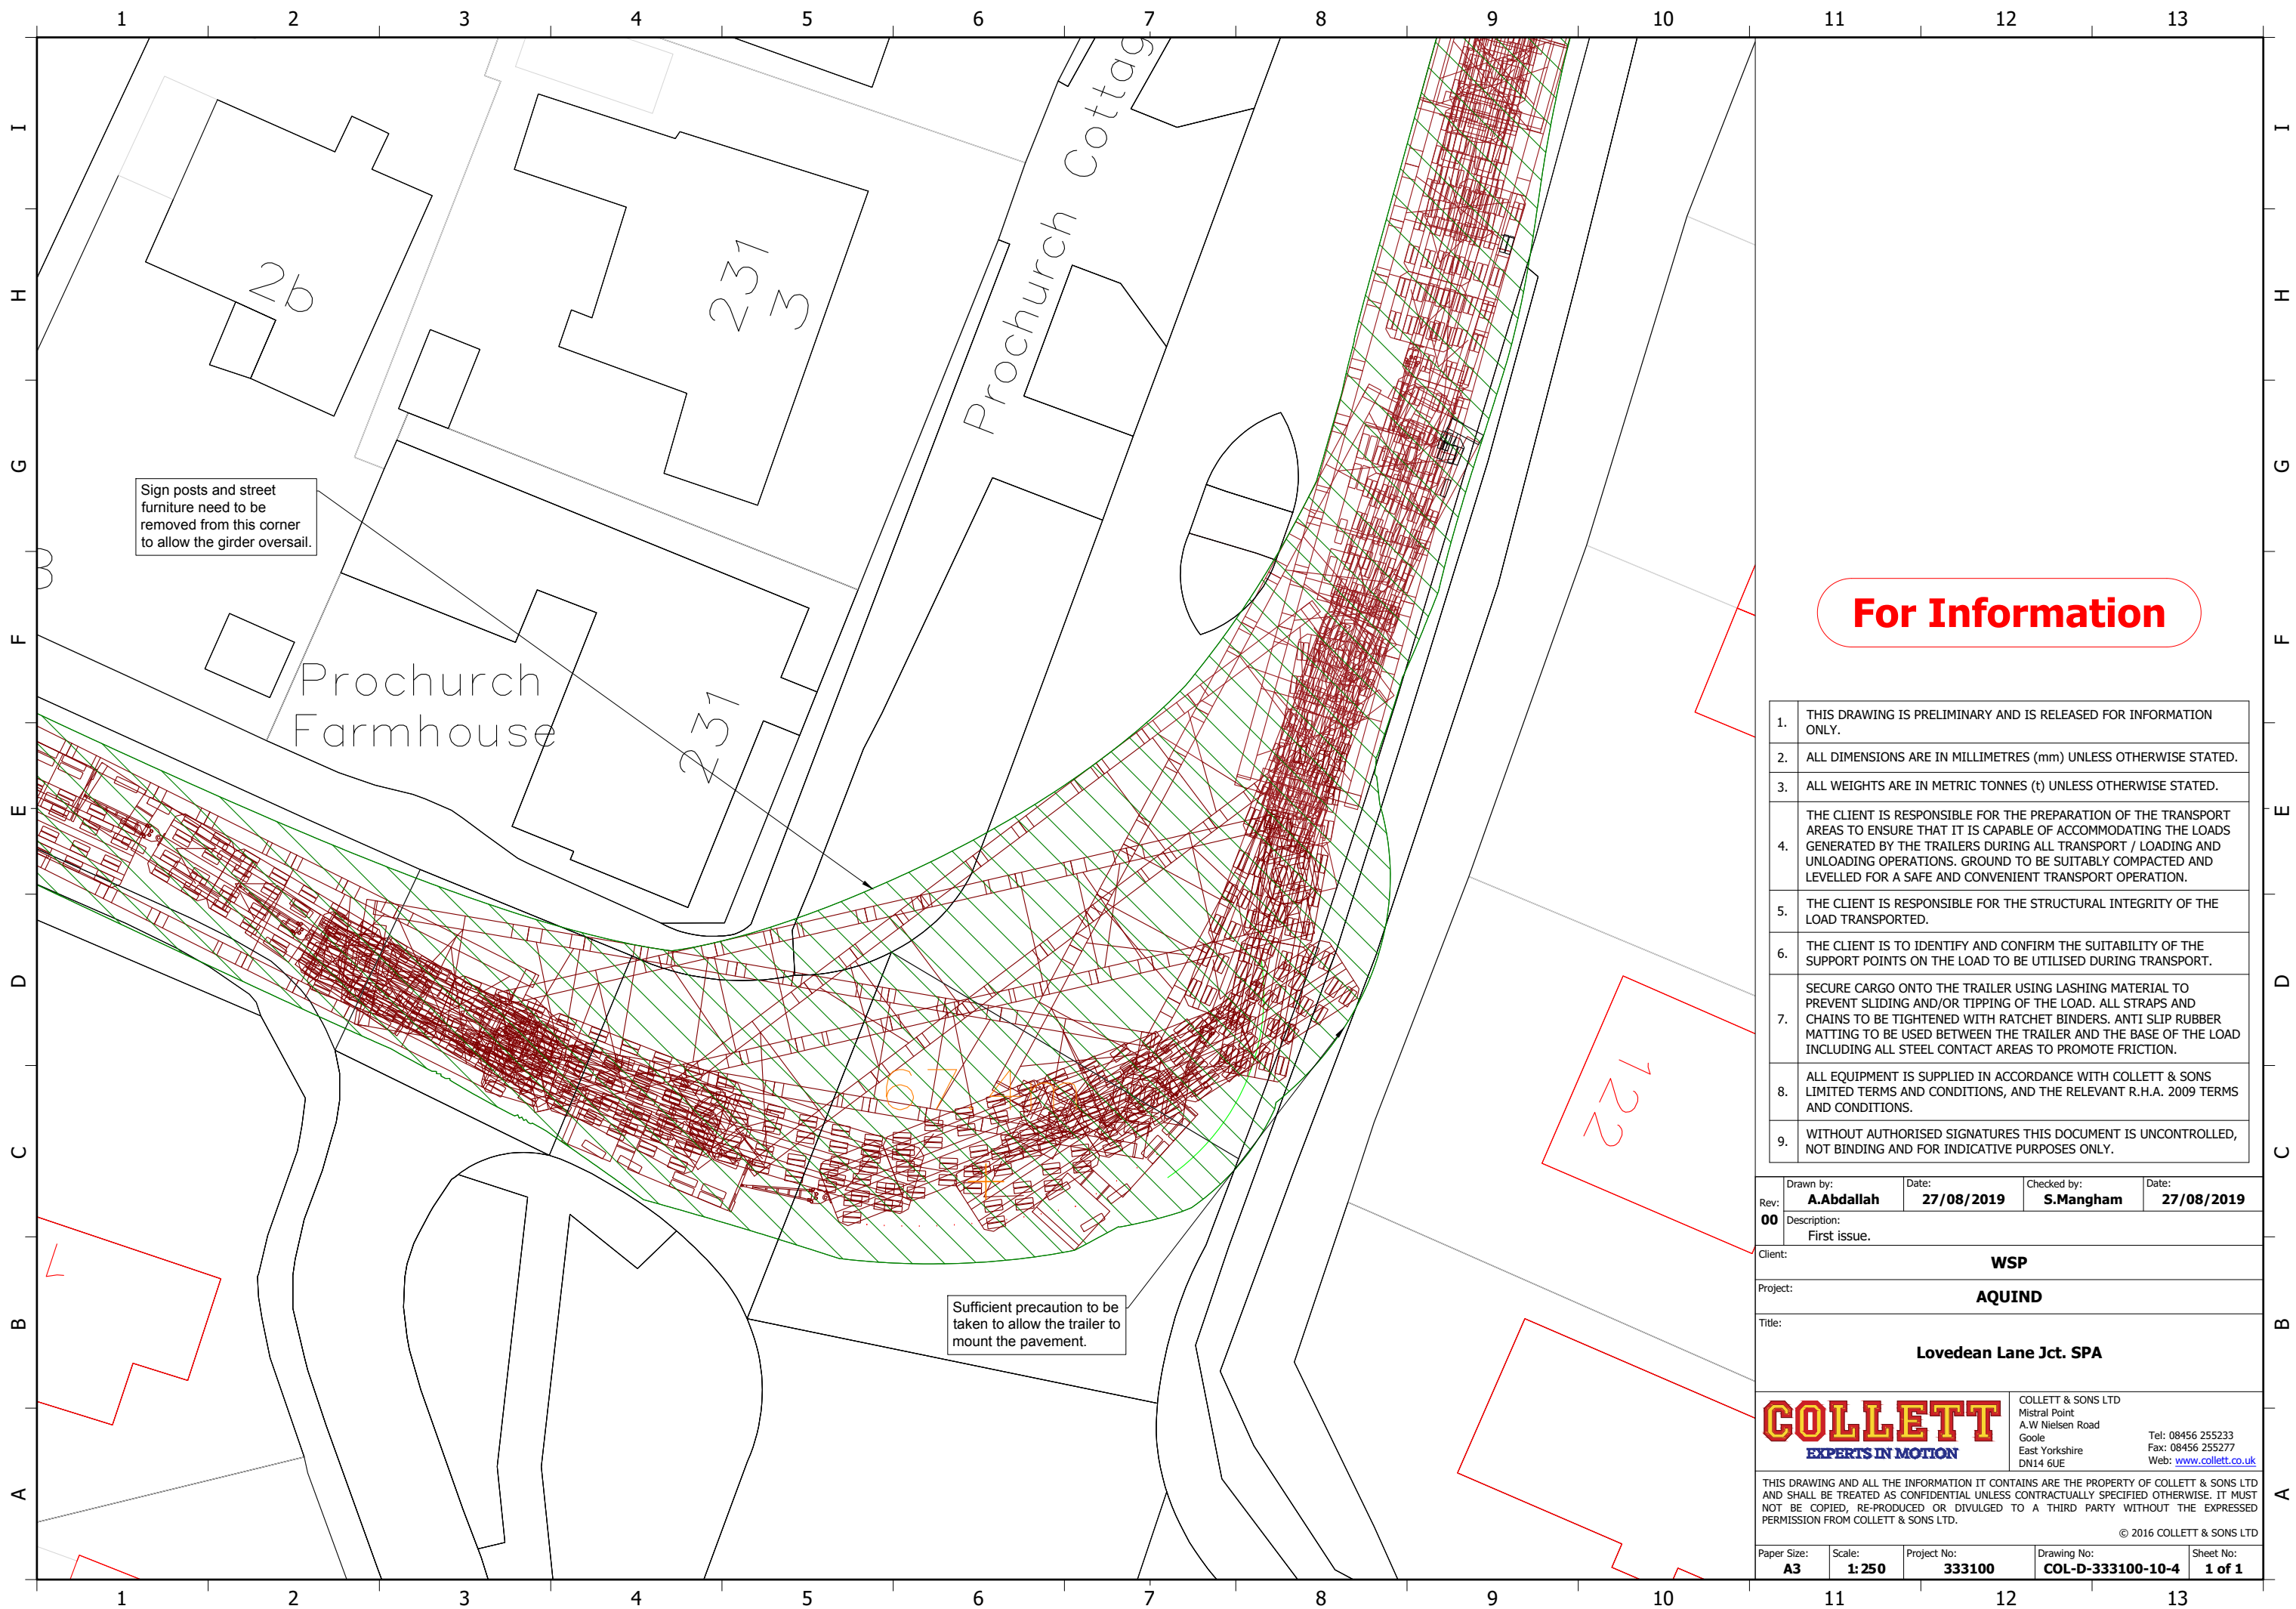 1 2 3 4 5 6 7 8 9 10 11 12 13
I
H
G
F
E
D
C
B
A
2b
231
3
Prochurch Cottag
Sign posts and street
furniture need to be
removed from this corner
to allow the girder oversail.
3
Prochurch
Farmhouse
231
122
Sufficient precaution to be
taken to allow the trailer to
mount the pavement.
For Information
1. THIS DRAWING IS PRELIMINARY AND IS RELEASED FOR INFORMATION
ONLY.
2. ALL DIMENSIONS ARE IN MILLIMETRES (mm) UNLESS OTHERWISE STATED.
3. ALL WEIGHTS ARE IN METRIC TONNES (t) UNLESS OTHERWISE STATED.
4. THE CLIENT IS RESPONSIBLE FOR THE PREPARATION OF THE TRANSPORT
AREAS TO ENSURE THAT IT IS CAPABLE OF ACCOMMODATING THE LOADS
GENERATED BY THE TRAILERS DURING ALL TRANSPORT / LOADING AND
UNLOADING OPERATIONS. GROUND TO BE SUITABLY COMPACTED AND
LEVELLED FOR A SAFE AND CONVENIENT TRANSPORT OPERATION.
5. THE CLIENT IS RESPONSIBLE FOR THE STRUCTURAL INTEGRITY OF THE
LOAD TRANSPORTED.
6. THE CLIENT IS TO IDENTIFY AND CONFIRM THE SUITABILITY OF THE
SUPPORT POINTS ON THE LOAD TO BE UTILISED DURING TRANSPORT.
7. SECURE CARGO ONTO THE TRAILER USING LASHING MATERIAL TO
PREVENT SLIDING AND/OR TIPPING OF THE LOAD. ALL STRAPS AND
CHAINS TO BE TIGHTENED WITH RATCHET BINDERS. ANTI SLIP RUBBER
MATTING TO BE USED BETWEEN THE TRAILER AND THE BASE OF THE LOAD
INCLUDING ALL STEEL CONTACT AREAS TO PROMOTE FRICTION.
8. ALL EQUIPMENT IS SUPPLIED IN ACCORDANCE WITH COLLETT & SONS
LIMITED TERMS AND CONDITIONS, AND THE RELEVANT R.H.A. 2009 TERMS
AND CONDITIONS.
9. WITHOUT AUTHORISED SIGNATURES THIS DOCUMENT IS UNCONTROLLED,
NOT BINDING AND FOR INDICATIVE PURPOSES ONLY.
Rev: Drawn by: Date: Checked by: Date:
A.Abdallah 27/08/2019 S.Mangham 27/08/2019
00 Description:
First issue.
Client:
WSP
Project:
AQUIND
Title:
Lovedean Lane Jct. SPA
COLLETT
EXPERTS IN MOTION
COLLETT & SONS LTD
Mistral Point
A.W Nielsen Road
Goole
East Yorkshire
DN14 6UE
Tel: 08456 255233
Fax: 08456 255277
Web: www.collett.co.uk
THIS DRAWING AND ALL THE INFORMATION IT CONTAINS ARE THE PROPERTY OF COLLETT & SONS LTD
AND SHALL BE TREATED AS CONFIDENTIAL UNLESS CONTRACTUALLY SPECIFIED OTHERWISE. IT MUST
NOT BE COPIED, RE-PRODUCED OR DIVULGED TO A THIRD PARTY WITHOUT THE EXPRESSED
PERMISSION FROM COLLETT & SONS LTD.
© 2016 COLLETT & SONS LTD
Paper Size: Scale: Project No: Drawing No: Sheet No:
A3 1:250 333100 COL-D-333100-10-4 1 of 1
I
H
G
F
E
D
C
B
A
1 2 3 4 5 6 7 8 9 10 11 12 13